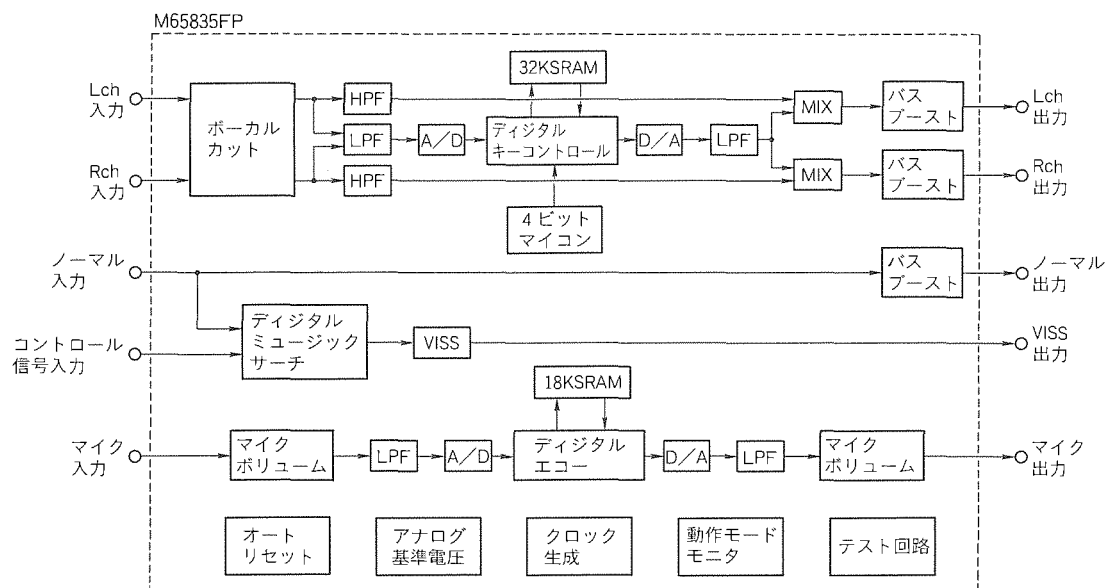 M65835FP
32KSRAM
Lch
入力
ボーカル
カット
HPF
LPF
A/D
ディジタル
キーコントロール
D/A
LPF
MIX
バス
ブースト
Lch
出力
Rch
入力
HPF
MIX
バス
ブースト
Rch
出力
4ビット
マイコン
ノーマル
入力
バス
ブースト
ノーマル
出力
コントロール
信号入力
ディジタル
ミュージック
サーチ
VISS
VISS
出力
18KSRAM
マイク
入力
マイク
ボリューム
LPF
A/D
ディジタル
エコー
D/A
LPF
マイク
ボリューム
マイク
出力
オート
リセット
アナログ
基準電圧
クロック
生成
動作モード
モニタ
テスト回路